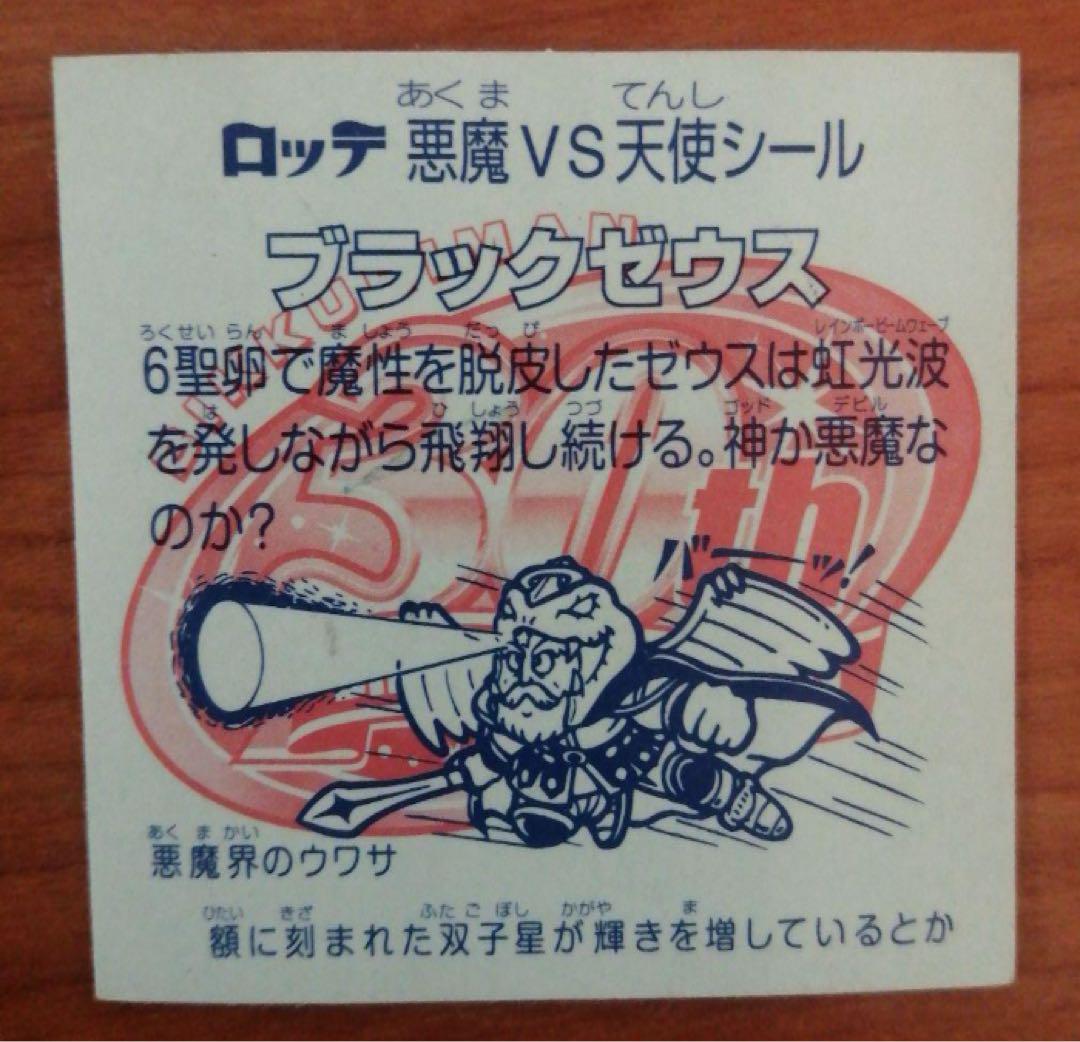 あくま てんし
ロッテ 悪魔VS天使シール
BIKKURIMAN
ブラックゼウス
ろくせいらん ましょう だっぴ レインボービームウェーブ
6聖卵で魔性を脱皮したゼウスは虹光波
は ひしょう つづ ゴッド デビル
を発しながら飛翔し続ける。神か悪魔な
のか?
30th
バーッ!
あくまかい
悪魔界のウワサ
ひたい きざ ふたごぼし かがや ま
額に刻まれた双子星が輝きを増しているとか